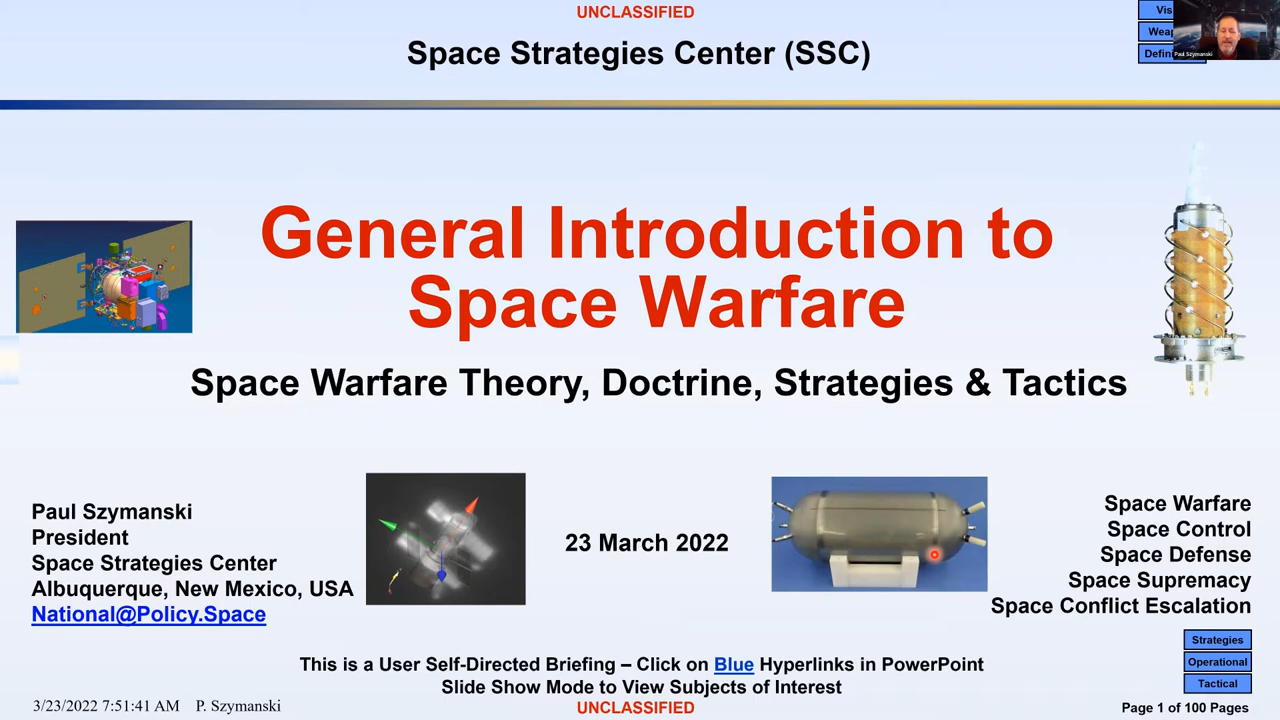 UNCLASSIFIED
Space Strategies Center (SSC)
Paul Szymanski
General Introduction to
Space Warfare
Space Warfare Theory, Doctrine, Strategies & Tactics
Paul Szymanski
President
Space Strategies Center
Albuquerque, New Mexico, USA
National@Policy.Space
23 March 2022
Space Warfare
Space Control
Space Defense
Space Supremacy
Space Conflict Escalation
Strategies
Operational
Tactical
This is a User Self-Directed Briefing – Click on Blue Hyperlinks in PowerPoint
Slide Show Mode to View Subjects of Interest
UNCLASSIFIED
3/23/2022 7:51:41 AM P. Szymanski
Page 1 of 100 Pages